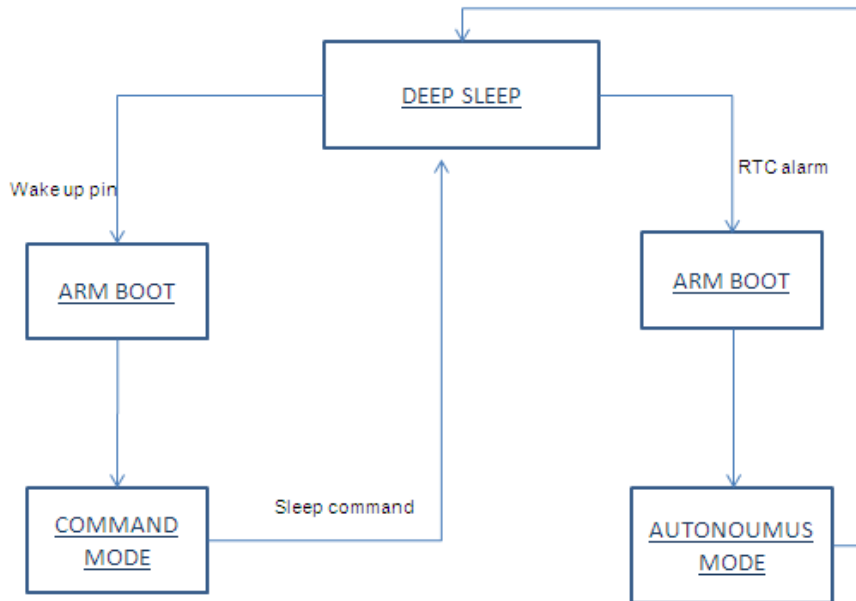 DEEP SLEEP
Wake up pin
RTC alarm
ARM BOOT
ARM BOOT
Sleep command
COMMAND
MODE
AUTONOUMUS
MODE